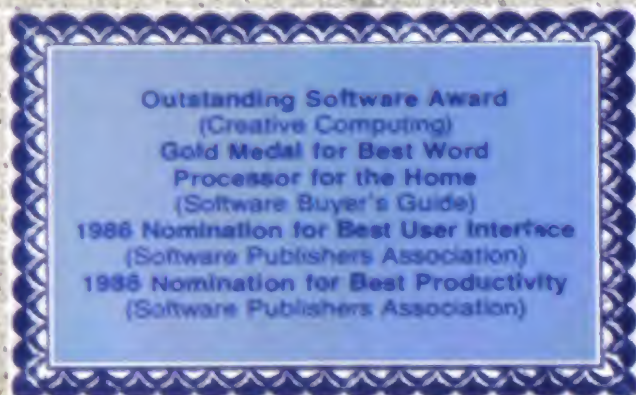 Outstanding Software Award
(Creative Computing)
Gold Medal for Best Word
Processor for the Home
(Software Buyer's Guide)
1986 Nomination for Best User Interface
(Software Publishers Association)
1986 Nomination for Best Productivity
(Software Publishers Association)